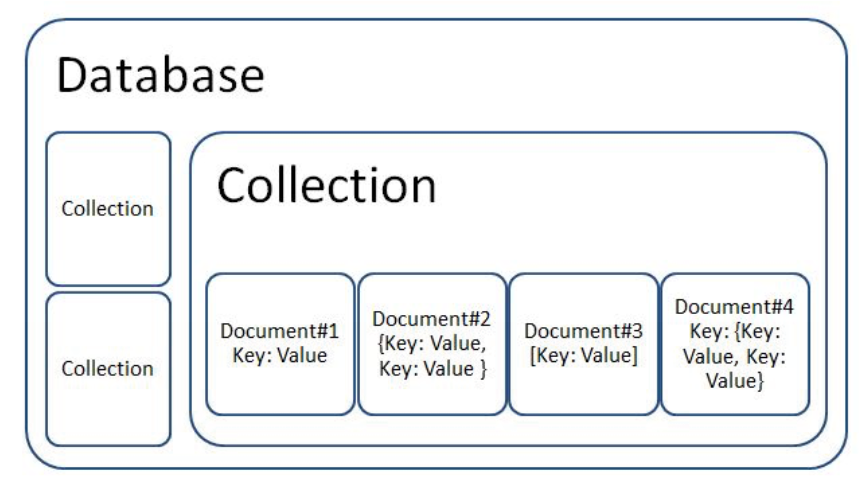 Database
Collection
Collection
Collection
Document#1
Key: Value
Document#2
{Key: Value,
Key: Value }
Document#3
[Key: Value]
Document#4
Key: {Key:
Value, Key:
Value}